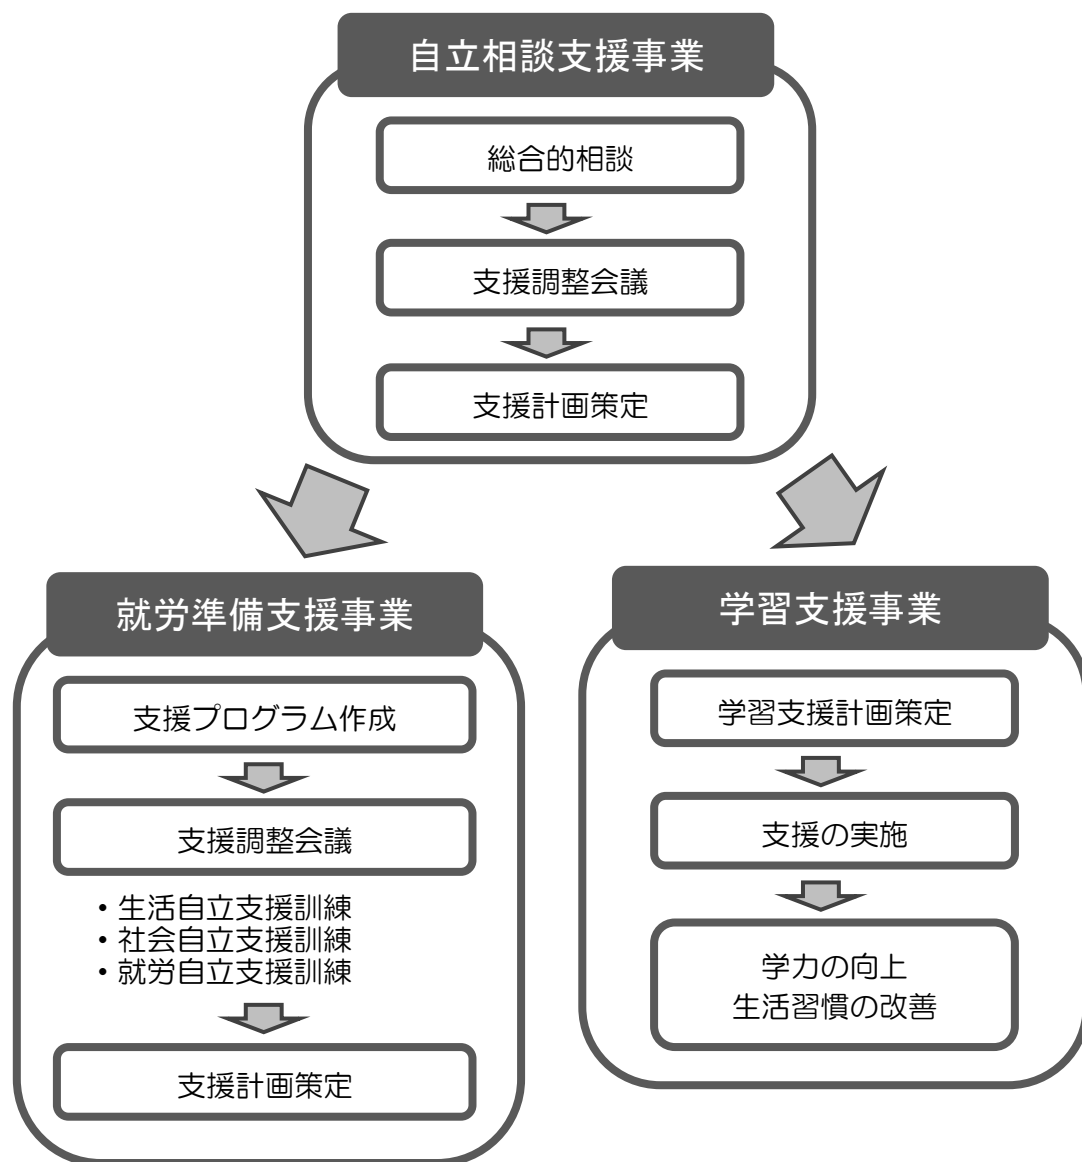 自立相談支援事業
総合的相談
支援調整会議
支援計画策定
就労準備支援事業
支援プログラム作成
支援調整会議
・生活自立支援訓練
・社会自立支援訓練
・就労自立支援訓練
支援計画策定
学習支援事業
学習支援計画策定
支援の実施
学力の向上
生活習慣の改善